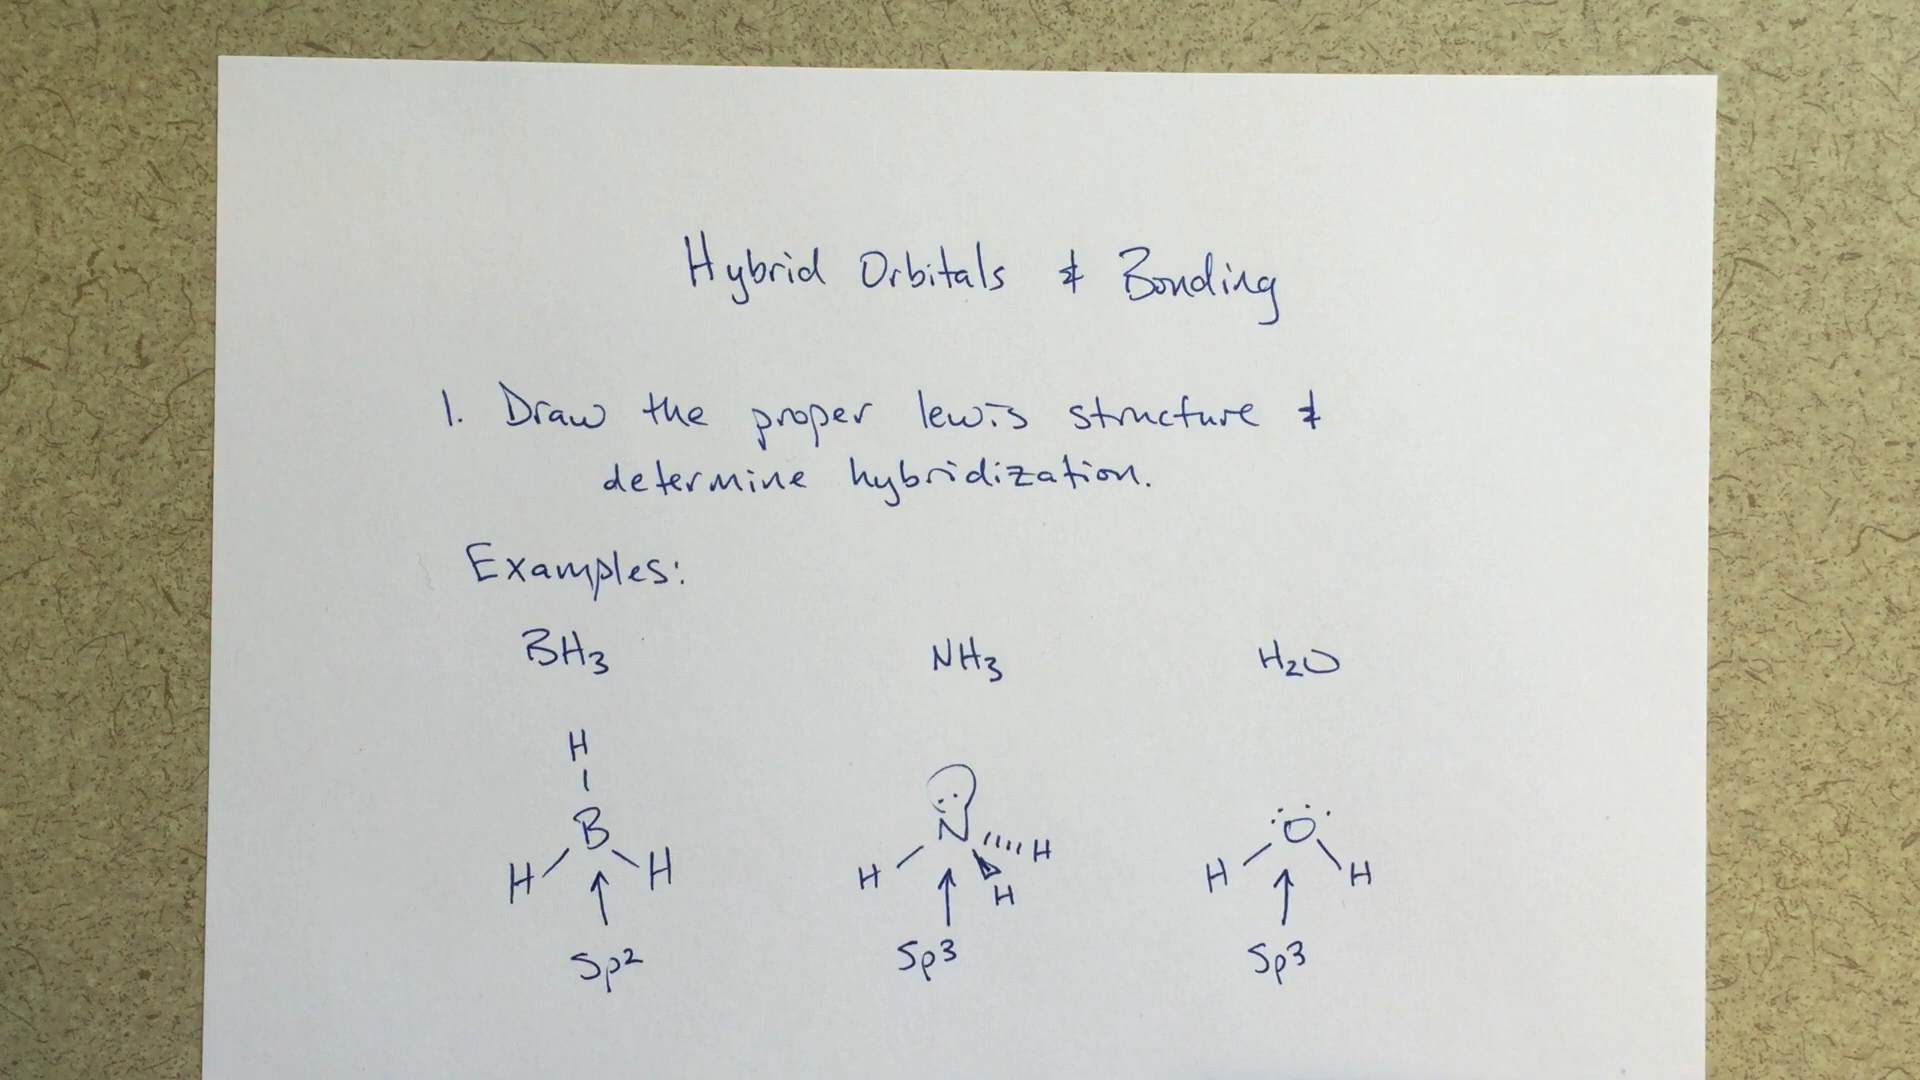 Hybrid Orbitals & Bonding
1. Draw the proper lewis structure &
determine hybridization.
Examples:
BH₃ NH₃ H₂O
H
B N O
H H H H H H H
Sp² Sp³ Sp³